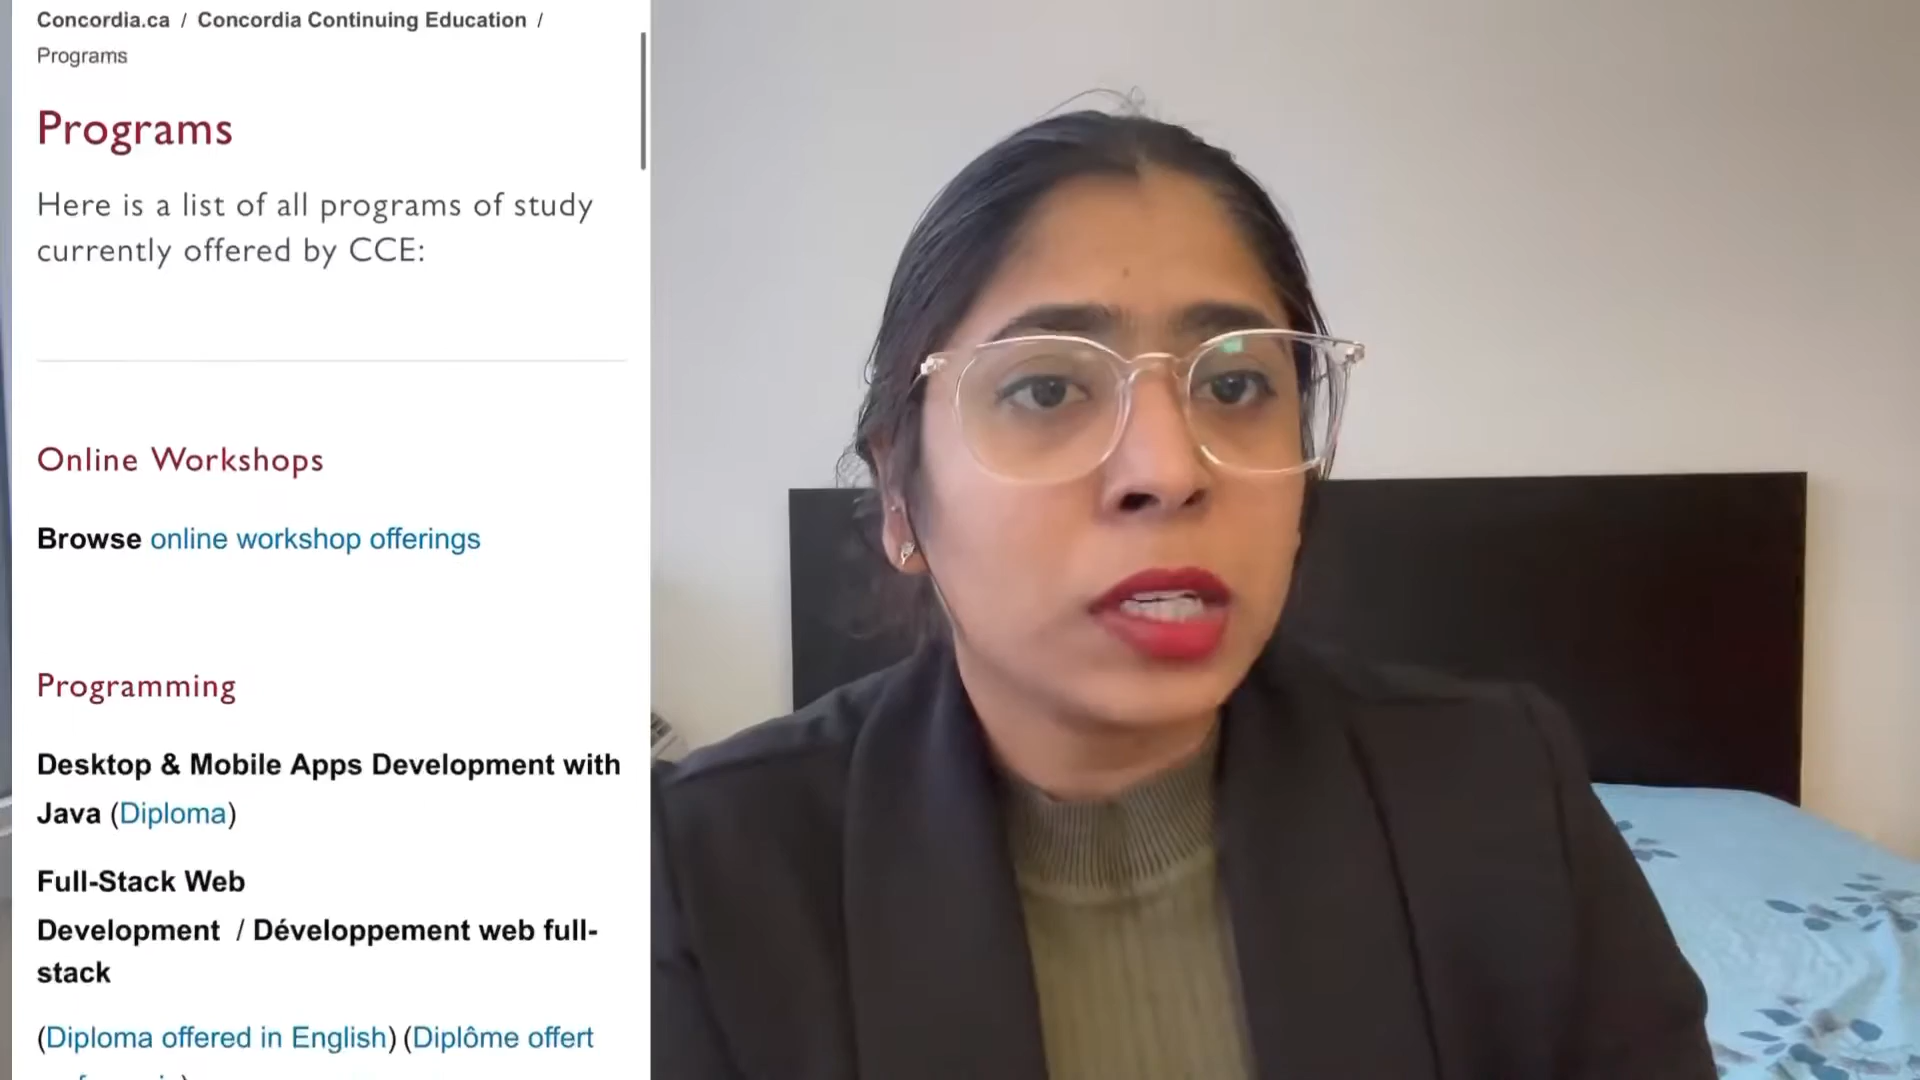 Concordia.ca / Concordia Continuing Education /
Programs
Programs
Here is a list of all programs of study
currently offered by CCE:
Online Workshops
Browse online workshop offerings
Programming
Desktop & Mobile Apps Development with
Java (Diploma)
Full-Stack Web
Development / Développement web full-
stack
(Diploma offered in English) (Diplôme offert